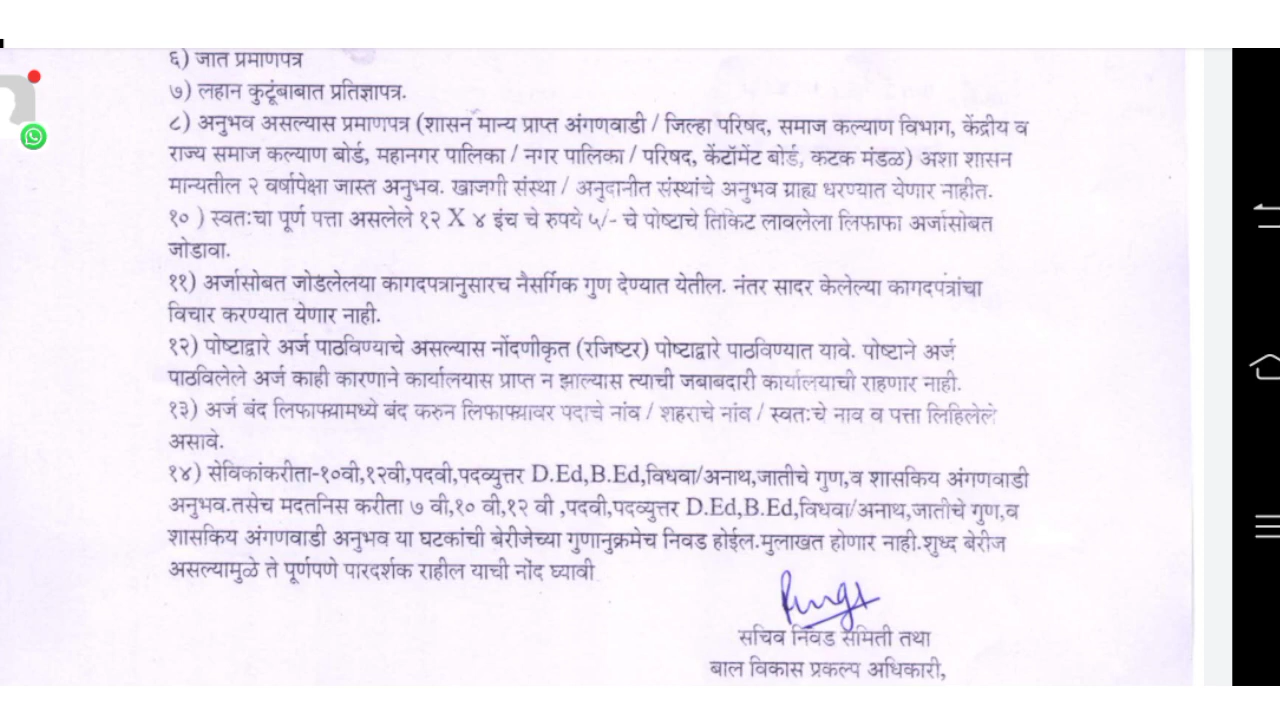 ६) जात प्रमाणपत्र
७) लहान कुटूंबाबात प्रतिज्ञापत्र.
८) अनुभव असल्यास प्रमाणपत्र (शासन मान्य प्राप्त अंगणवाडी / जिल्हा परिषद, समाज कल्याण विभाग, केंद्रीय व
राज्य समाज कल्याण बोर्ड, महानगर पालिका / नगर पालिका / परिषद, केंटॉमेंट बोर्ड, कटक मंडळ) अशा शासन
मान्यतील २ वर्षापेक्षा जास्त अनुभव. खाजगी संस्था / अनुदानीत संस्थांचे अनुभव ग्राह्य धरण्यात येणार नाहीत.
१० ) स्वतःचा पूर्ण पत्ता असलेले १२ X ४ इंच चे रुपये ५/- चे पोष्टाचे तिकिट लावलेला लिफाफा अर्जासोबत
जोडावा.
११) अर्जासोबत जोडलेलया कागदपत्रानुसारच नैसर्गिक गुण देण्यात येतील. नंतर सादर केलेल्या कागदपत्रांचा
विचार करण्यात येणार नाही.
१२) पोष्टाद्वारे अर्ज पाठविण्याचे असल्यास नोंदणीकृत (रजिष्टर) पोष्टाद्वारे पाठविण्यात यावे. पोष्टाने अर्ज
पाठविलेले अर्ज काही कारणाने कार्यालयास प्राप्त न झाल्यास त्याची जबाबदारी कार्यालयाची राहणार नाही.
१३) अर्ज बंद लिफाफ्यामध्ये बंद करुन लिफाफ्यावर पदाचे नांव / शहराचे नांव / स्वतःचे नाव व पत्ता लिहिलेले
असावे.
१४) सेविकांकरीता-१०वी,१२वी,पदवी,पदव्युत्तर D.Ed,B.Ed,विधवा/अनाथ,जातीचे गुण,व शासकिय अंगणवाडी
अनुभव.तसेच मदतनिस करीता ७ वी,१० वी,१२ वी ,पदवी,पदव्युत्तर D.Ed,B.Ed,विधवा/अनाथ,जातीचे गुण,व
शासकिय अंगणवाडी अनुभव या घटकांची बेरीजेच्या गुणानुक्रमेच निवड होईल.मुलाखत होणार नाही.शुध्द बेरीज
असल्यामुळे ते पूर्णपणे पारदर्शक राहील याची नोंद घ्यावी
सचिव निवड समिती तथा
बाल विकास प्रकल्प अधिकारी,